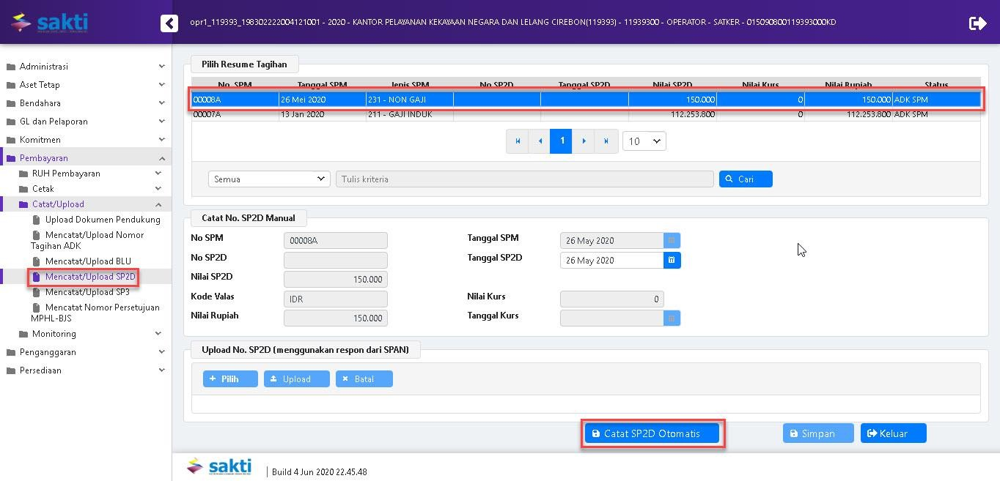 sakti
opr1_119393_198302222004121001 - 2020 - KANTOR PELAYANAN KEKAYAAN NEGARA DAN LELANG CIREBON(119393) - 11939300 - OPERATOR - SATKER - 015090800119393000KD
Administrasi
Aset Tetap
Bendahara
GL dan Pelaporan
Komitmen
Pembayaran
RUH Pembayaran
Cetak
Catat/Upload
Upload Dokumen Pendukung
Mencatat/Upload Nomor
Tagihan ADK
Mencatat/Upload BLU
Mencatat/Upload SP2D
Mencatat/Upload SP3
Mencatat Nomor Persetujuan
MPHL-BJS
Monitoring
Penganggaran
Persediaan
Pilih Resume Tagihan
No. SPM Tanggal SPM Jenis SPM No SP2D Tanggal SP2D Nilai SP2D Nilai Kurs Nilai Rupiah Status
00008A 26 Mei 2020 231 - NON GAJI 150.000 0 150.000 ADK SPM
00007A 13 Jan 2020 211 - GAJI INDUK 112.253.800 0 112.253.800 ADK SPM
1 10
Semua Tulis kriteria Cari
Catat No. SP2D Manual
No SPM 00008A Tanggal SPM 26 May 2020
No SP2D Tanggal SP2D 26 May 2020
Nilai SP2D 150.000
Kode Valas IDR Nilai Kurs 0
Nilai Rupiah 150.000 Tanggal Kurs
Upload No. SP2D (menggunakan respon dari SPAN)
Pilih Upload Batal
Catat SP2D Otomatis Simpan Keluar
sakti | Build 4 Jun 2020 22.45.48